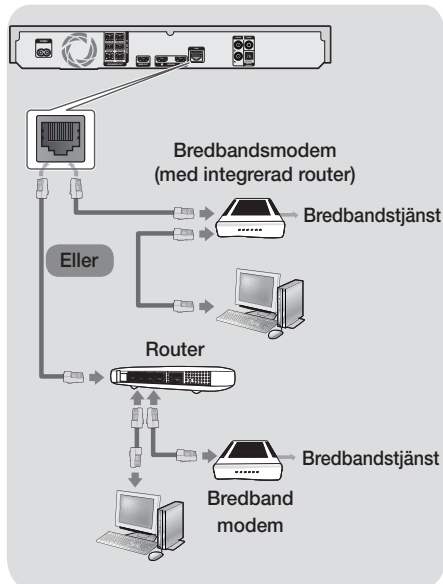 Bredbandsmodem
(med integrerad router)
Bredbandstjänst
Eller
Router
Bredbandstjänst
Bredband
modem